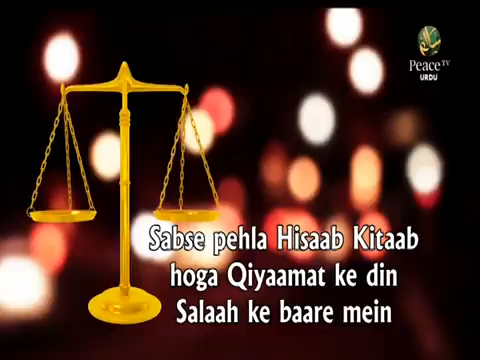 Peace TV
URDU
Sabse pehla Hisaab Kitaab
hoga Qiyaamat ke din
Salaah ke baare mein